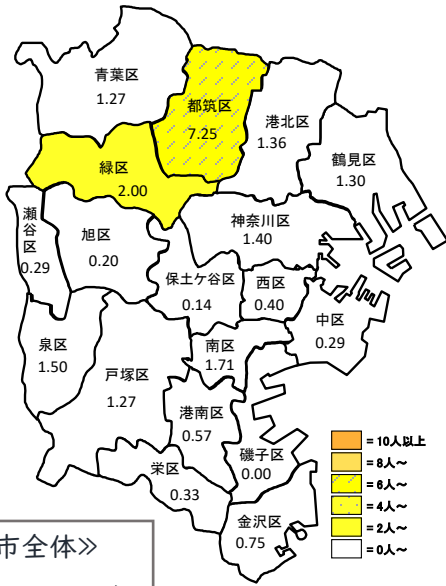 青葉区
1.27
都筑区
7.25
港北区
1.36
鶴見区
1.30
緑区
2.00
神奈川区
1.40
瀬谷区
0.29
旭区
0.20
保土ケ谷区
0.14
西区
0.40
中区
0.29
泉区
1.50
戸塚区
1.27
南区
1.71
港南区
0.57
磯子区
0.00
栄区
0.33
金沢区
0.75
= 10人以上
= 8人～
= 6人～
= 4人～
= 2人～
= 0人～
市全体≫